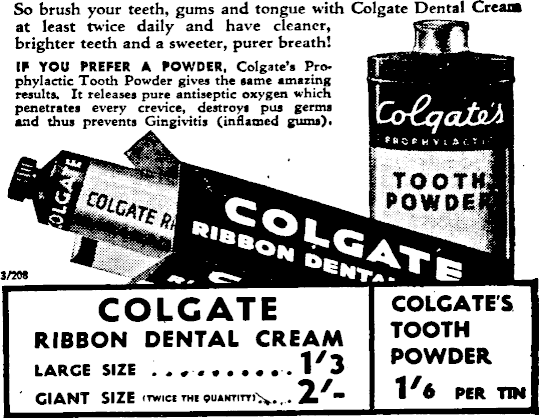 So brush your teeth, gums and tongue with Colgate Dental Cream
at least twice daily and have cleaner,
brighter teeth and a sweeter, purer breath!
IF YOU PREFER A POWDER, Colgate's Pro-
phylactic Tooth Powder gives the same amazing
results. It releases pure antiseptic oxygen which
penetrates every crevice, destroys pus germs
and thus prevents Gingivitis (inflamed gums).
Colgate's
PROPHYLACTIC
TOOTH
POWDER
COLGATE
COLGATE RI
COLGATE
RIBBON DENTAL
3/208
COLGATE
RIBBON DENTAL CREAM
LARGE SIZE .......... 1'3
GIANT SIZE (TWICE THE QUANTITY)..... 2'-
COLGATE'S
TOOTH
POWDER
1'6 PER TIN